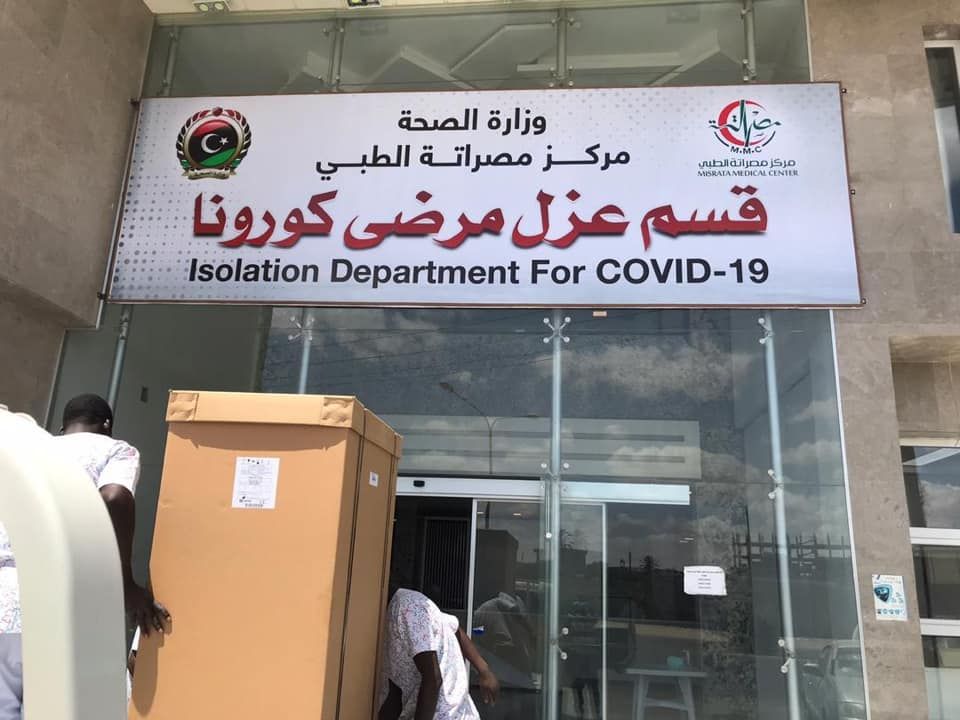 وزارة الصحة
مركز مصراتة الطبي
مصراتة
M.M.C
مركز مصراتة الطبي
MISRATA MEDICAL CENTER
قسم عزل مرضى كورونا
Isolation Department For COVID-19